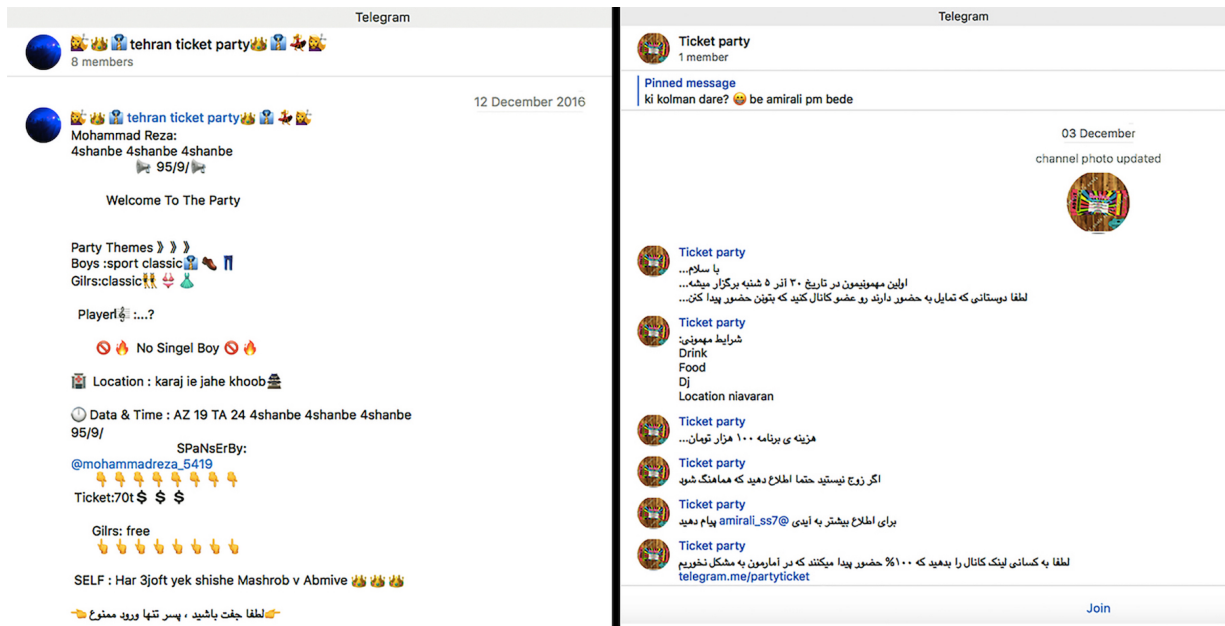 Telegram
💇👑👔tehran ticket party👑👔💃💇
8 members
12 December 2016
💇👑👔tehran ticket party👑👔💃💇
Mohammad Reza:
4shanbe 4shanbe 4shanbe
📢 95/9/📢
Welcome To The Party
Party Themes 》》》
Boys :sport classic👔👞👖
Gilrs:classic👯👙👗
Player🎼:...?
🚫🔥 No Singel Boy 🚫🔥
🏩 Location : karaj ie jahe khoob🏯
🕛 Data & Time : AZ 19 TA 24 4shanbe 4shanbe 4shanbe
95/9/
SPaNsErBy:
@mohammadreza_5419
👇👇👇👇👇👇👇👇
Ticket:70t💲💲💲
Gilrs: free
👆👆👆👆👆👆👆👆
SELF : Har 3joft yek shishe Mashrob v Abmive 👑👑👑
👉لطفا جفت باشید ، پسر تنها ورود ممنوع👈
Telegram
Ticket party
1 member
Pinned message
ki kolman dare? 😀 be amirali pm bede
03 December
channel photo updated
Ticket party
با سلام...
اولین مهمونیمون در تاریخ ۳۰ آذر ۵ شنبه برگزار میشه...
لطفا دوستانی که تمایل به حضور دارند رو عضو کانال کنید که بتونن حضور پیدا کنن...
Ticket party
شرایط مهمونی:
Drink
Food
Dj
Location niavaran
Ticket party
هزینه ی برنامه ۱۰۰ هزار تومان...
Ticket party
اگر زوج نیستید حتما اطلاع دهید که هماهنگ شود
Ticket party
برای اطلاع بیشتر به ایدی @amirali_ss7 پیام دهید
Ticket party
لطفا به کسانی لینک کانال را بدهید که ۱۰۰% حضور پیدا میکنند که در آمارمون به مشکل نخوریم
telegram.me/partyticket
Join